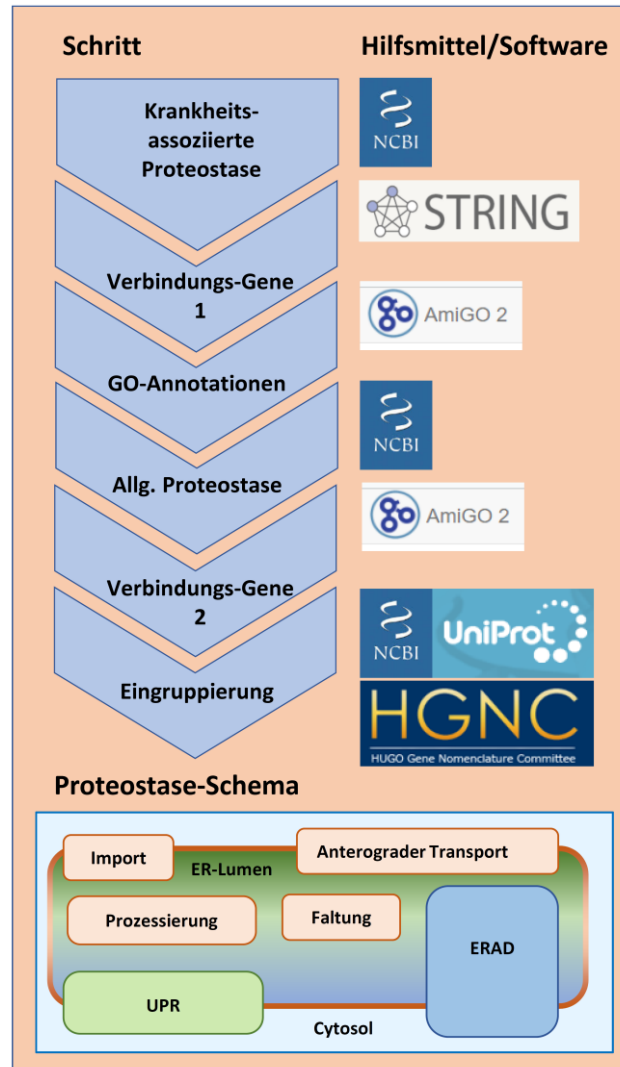 Schritt
Hilfsmittel/Software
Krankheits-
assoziierte
Proteostase
NCBI
STRING
Verbindungs-Gene
1
AmiGO 2
GO-Annotationen
NCBI
Allg. Proteostase
AmiGO 2
Verbindungs-Gene
2
NCBI
UniProt
Eingruppierung
HGNC
HUGO Gene Nomenclature Committee
Proteostase-Schema
Import
Anterograder Transport
ER-Lumen
Prozessierung
Faltung
ERAD
UPR
Cytosol